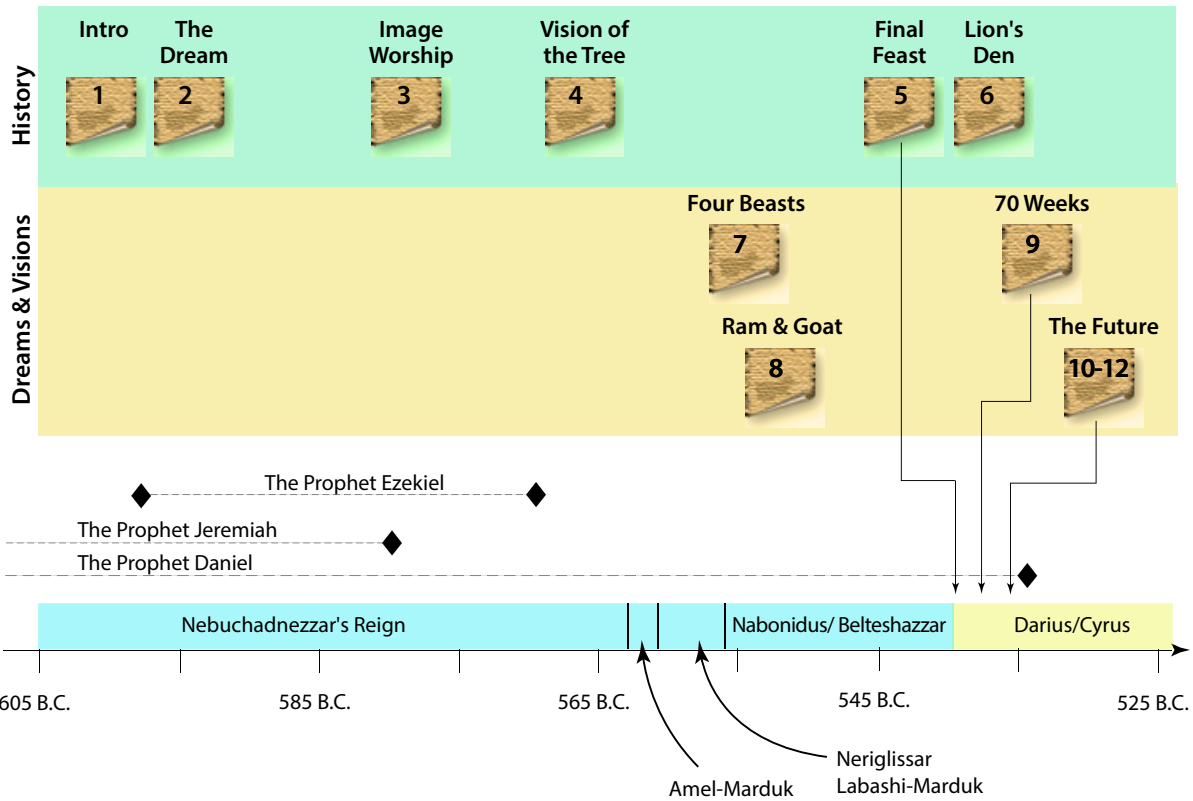 History
Intro
The
Dream
Image
Worship
Vision of
the Tree
Final
Feast
Lion's
Den
1
2
3
4
5
6
Dreams & Visions
Four Beasts
70 Weeks
7
9
Ram & Goat
The Future
8
10-12
The Prophet Ezekiel
The Prophet Jeremiah
The Prophet Daniel
Nebuchadnezzar's Reign
Nabonidus/ Belteshazzar
Darius/Cyrus
605 B.C.
585 B.C.
565 B.C.
545 B.C.
525 B.C.
Neriglissar
Labashi-Marduk
Amel-Marduk